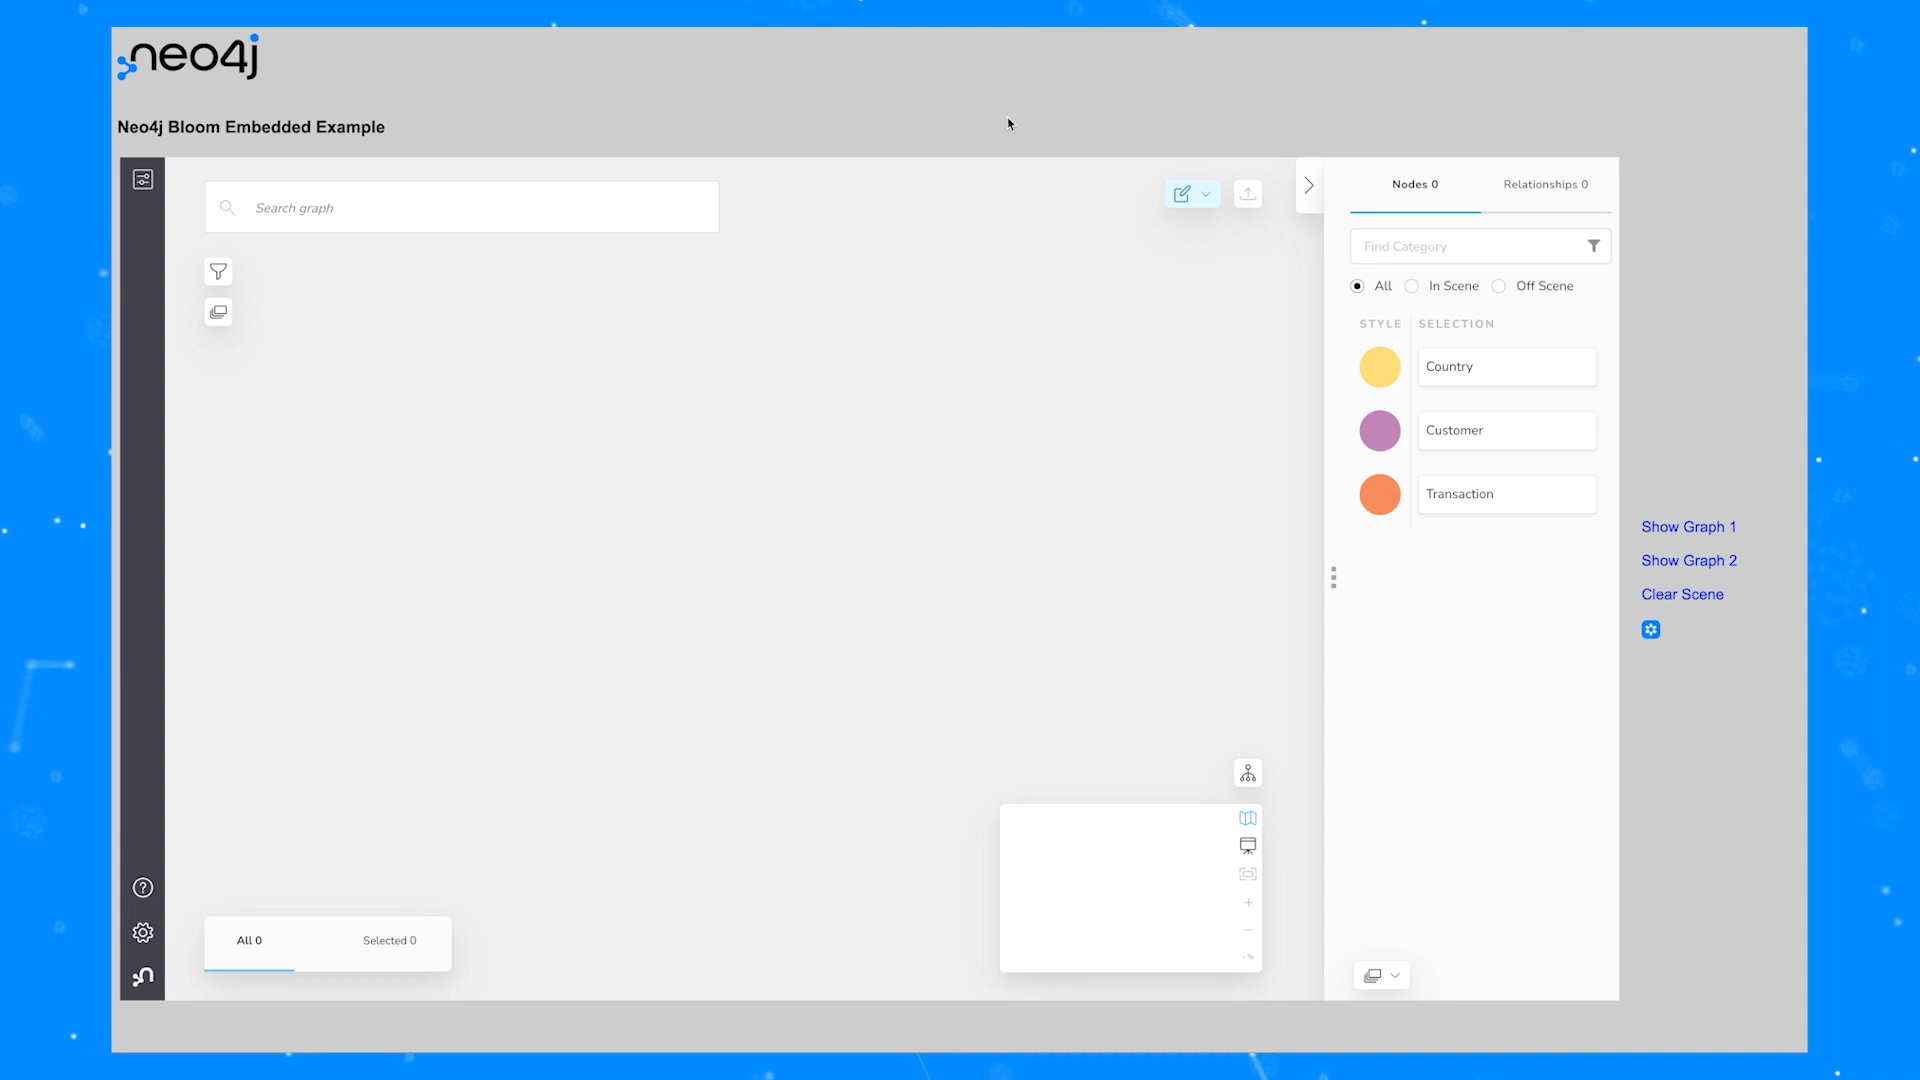 neo4j
Neo4j Bloom Embedded Example
Search graph
Nodes 0
Relationships 0
Find Category
All
In Scene
Off Scene
STYLE
SELECTION
Country
Customer
Transaction
Show Graph 1
Show Graph 2
Clear Scene
All 0
Selected 0
- %